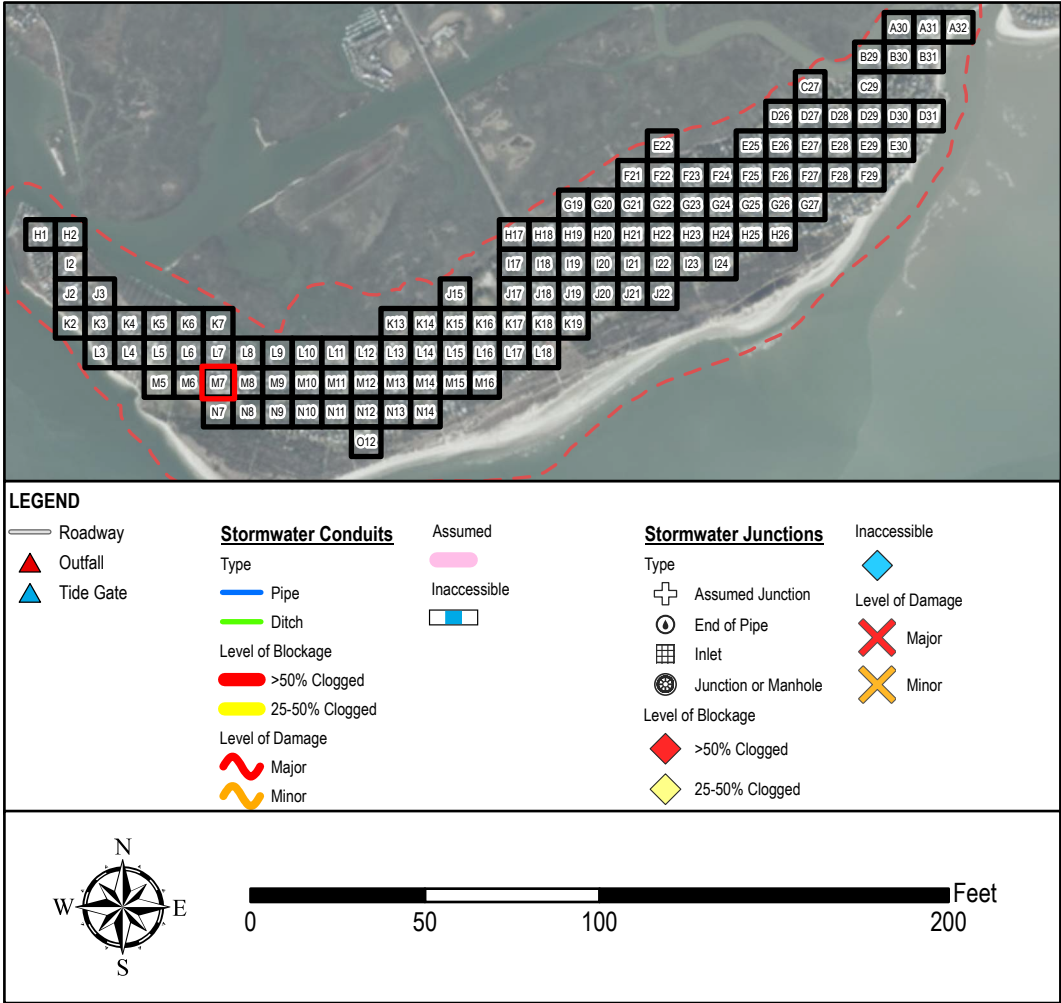 A30 A31 A32
B29 B30 B31
C27 C29
D26 D27 D28 D29 D30 D31
E22 E25 E26 E27 E28 E29 E30
F21 F22 F23 F24 F25 F26 F27 F28 F29
G19 G20 G21 G22 G23 G24 G25 G26 G27
H1 H2 H17 H18 H19 H20 H21 H22 H23 H24 H25 H26
I2 I17 I18 I19 I20 I21 I22 I23 I24
J2 J3 J15 J17 J18 J19 J20 J21 J22
K2 K3 K4 K5 K6 K7 K13 K14 K15 K16 K17 K18 K19
L3 L4 L5 L6 L7 L8 L9 L10 L11 L12 L13 L14 L15 L16 L17 L18
M5 M6 M7 M8 M9 M10 M11 M12 M13 M14 M15 M16
N7 N8 N9 N10 N11 N12 N13 N14
O12
LEGEND
Roadway
Outfall
Tide Gate
Stormwater Conduits
Type
Pipe
Ditch
Level of Blockage
>50% Clogged
25-50% Clogged
Level of Damage
Major
Minor
Assumed
Inaccessible
Stormwater Junctions
Type
Assumed Junction
End of Pipe
Inlet
Junction or Manhole
Level of Blockage
>50% Clogged
25-50% Clogged
Inaccessible
Level of Damage
Major
Minor
N
W E
S
Feet
0 50 100 200